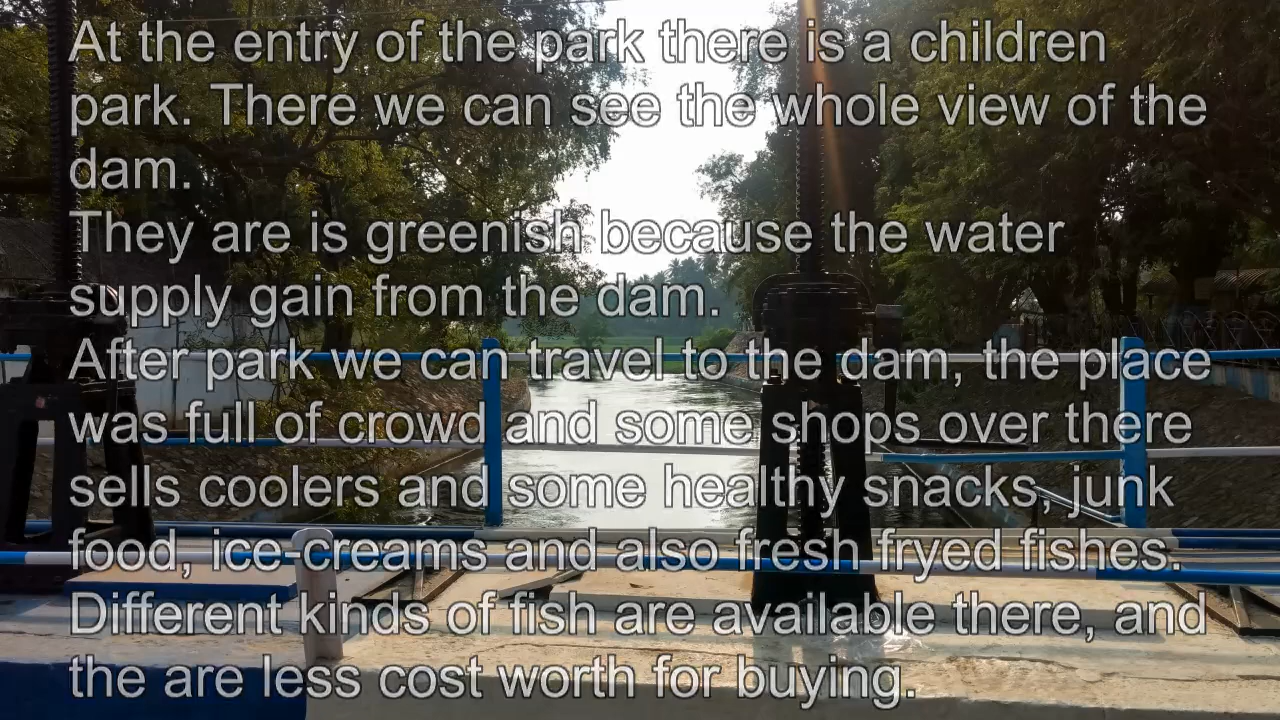 At the entry of the park there is a children
park. There we can see the whole view of the
dam.
They are is greenish because the water
supply gain from the dam.
After park we can travel to the dam, the place
was full of crowd and some shops over there
sells coolers and some healthy snacks, junk
food, ice-creams and also fresh fryed fishes.
Different kinds of fish are available there, and
the are less cost worth for buying.